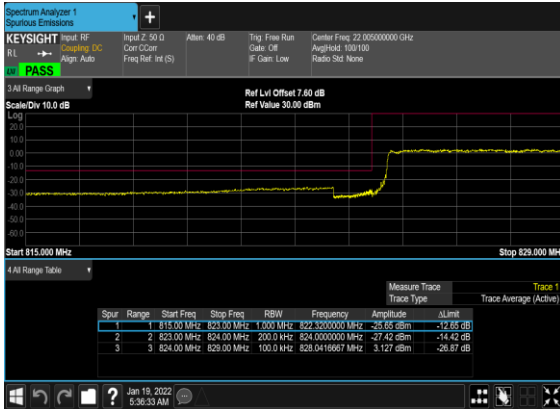 Spectrum Analyzer 1
Spurious Emissions
+
KEYSIGHT Input: RF Input Z: 50 Ω Atten: 40 dB Trig: Free Run Center Freq: 22.005000000 GHz
RL Coupling: DC Corr CCorr Gate: Off Avg|Hold: 100/100
Align: Auto Freq Ref: Int (S) IF Gain: Low Radio Std: None
PASS
3 All Range Graph Ref Lvl Offset 7.60 dB
Scale/Div 10.0 dB Ref Value 30.00 dBm
Log
20.0
10.0
0.00
-10.0
-20.0
-30.0
-40.0
-50.0
-60.0
Start 815.000 MHz Stop 829.000 MH
4 All Range Table
Measure Trace Trace 1
Trace Type Trace Average (Active)
Spur Range Start Freq Stop Freq RBW Frequency Amplitude ΔLimit
1 1 815.00 MHz 823.00 MHz 1.000 MHz 822.3200000 MHz -25.65 dBm -12.65 dB
2 2 823.00 MHz 824.00 MHz 200.0 kHz 824.0000000 MHz -27.42 dBm -14.42 dB
3 3 824.00 MHz 829.00 MHz 100.0 kHz 828.0416667 MHz 3.127 dBm -26.87 dB
? Jan 19, 2022
5:36:33 AM